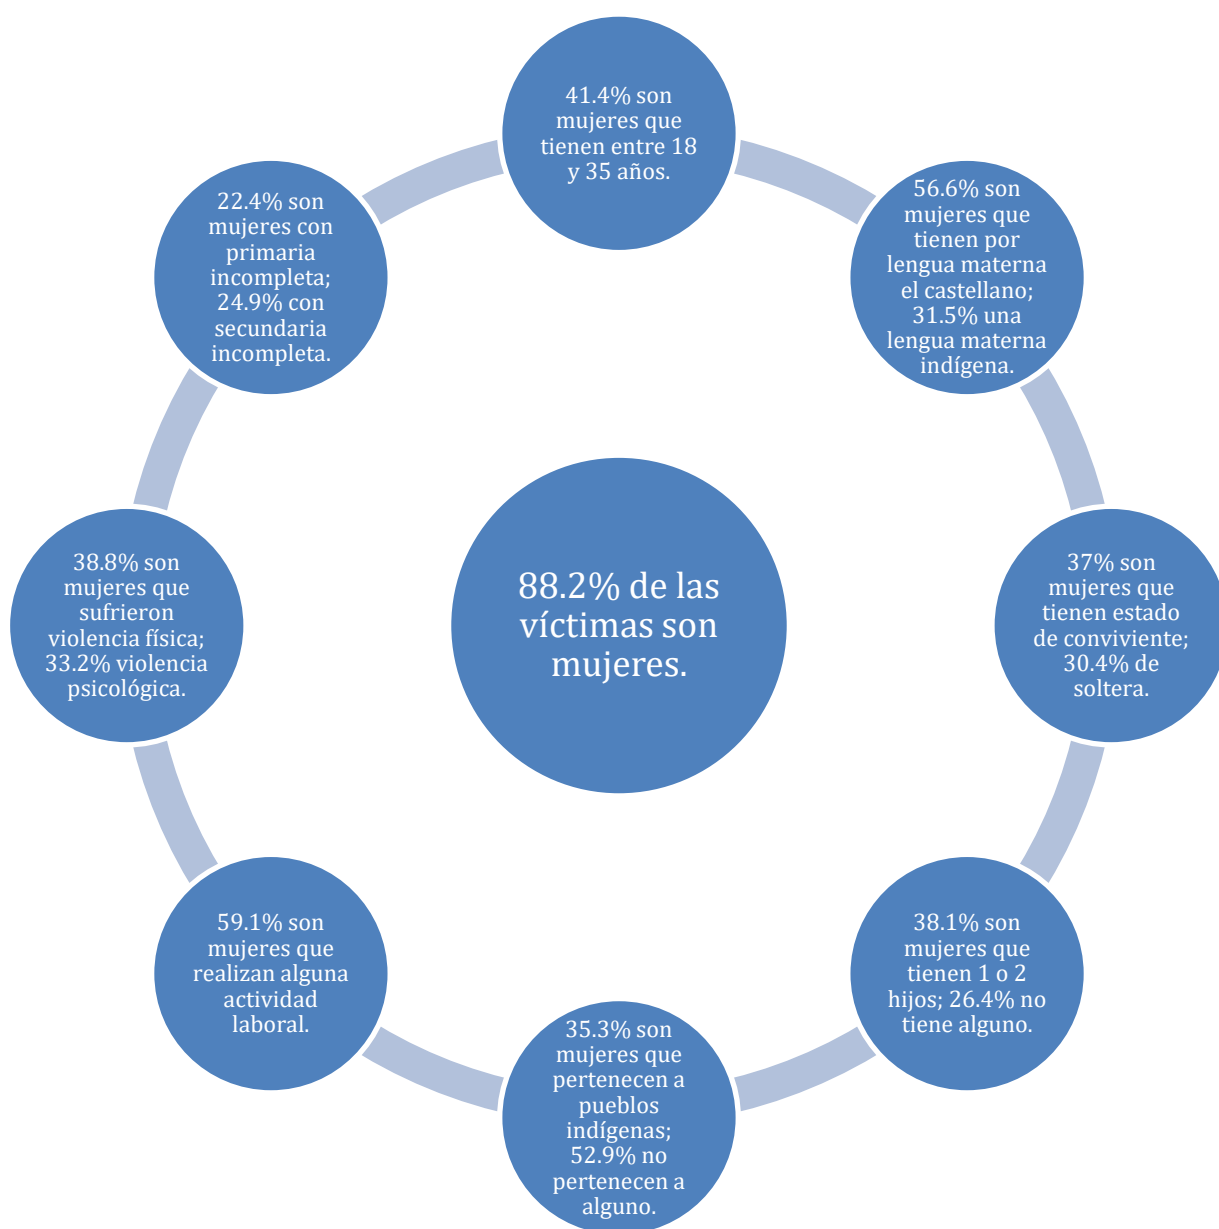 41.4% son
mujeres que
tienen entre 18
y 35 años.
56.6% son
mujeres que
tienen por
lengua materna
el castellano;
31.5% una
lengua materna
indígena.
37% son
mujeres que
tienen estado
de conviviente;
30.4% de
soltera.
38.1% son
mujeres que
tienen 1 o 2
hijos; 26.4% no
tiene alguno.
35.3% son
mujeres que
pertenecen a
pueblos
indígenas;
52.9% no
pertenecen a
alguno.
59.1% son
mujeres que
realizan alguna
actividad
laboral.
38.8% son
mujeres que
sufrieron
violencia física;
33.2% violencia
psicológica.
22.4% son
mujeres con
primaria
incompleta;
24.9% con
secundaria
incompleta.
88.2% de las
víctimas son
mujeres.